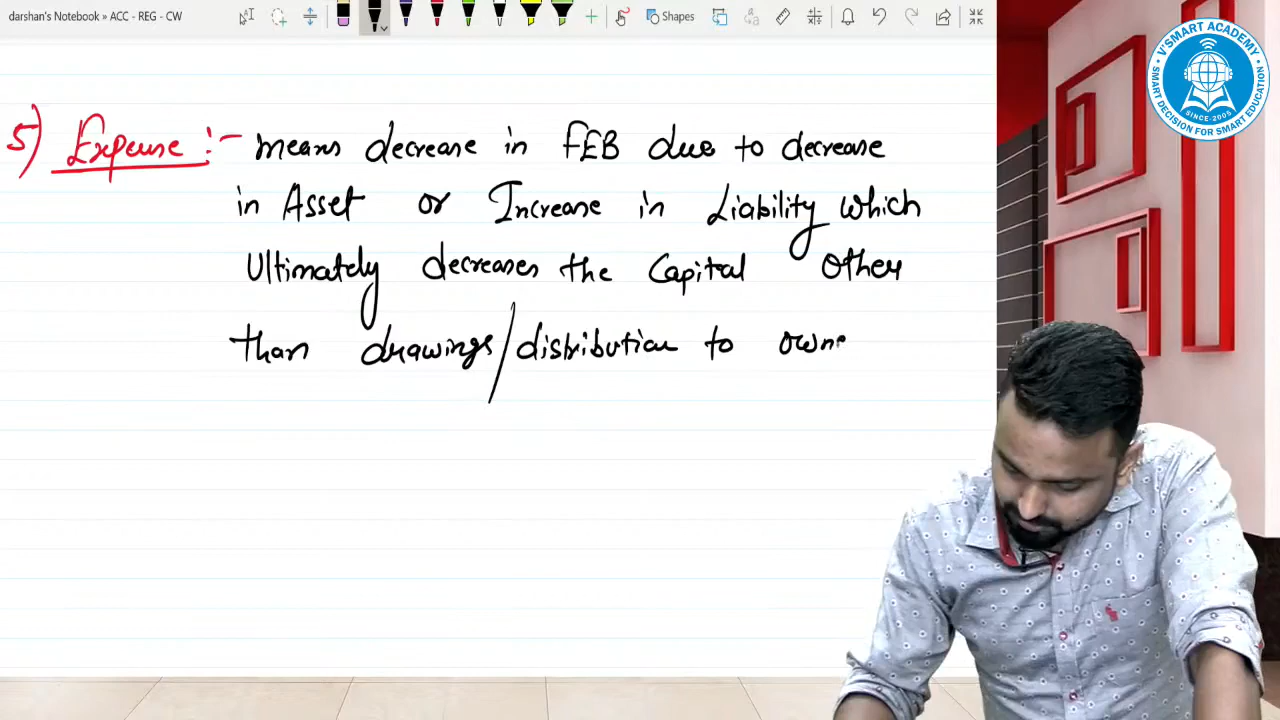 darshan's Notebook » ACC - REG - CW
Shapes
V'SMART ACADEMY
SMART DECISION FOR SMART EDUCATION
SINCE-2005
5) Expense :- means decrease in FEB due to decrease
in Asset or Increase in Liability which
Ultimately decreases the Capital Other
than drawings/distribution to owne